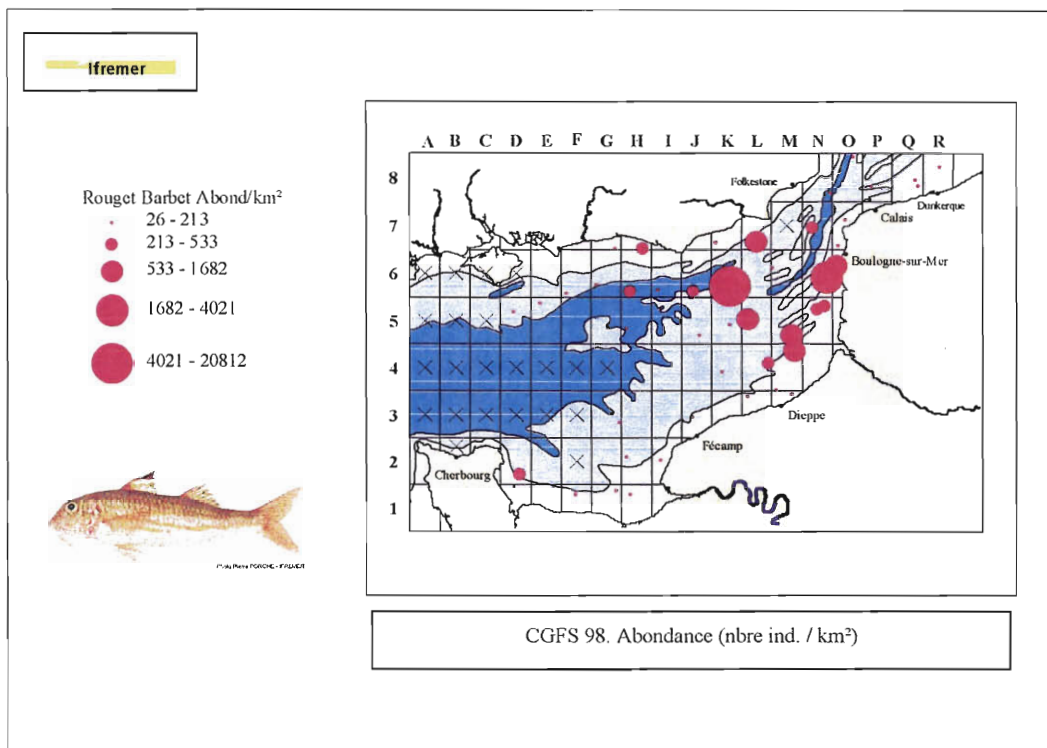 Ifremer
Rouget Barbet Abond/km²
26 - 213
213 - 533
533 - 1682
1682 - 4021
4021 - 20812
A B C D E F G H I J K L M N O P Q R
8
7
6
5
4
3
2
1
Folkestone
Dunkerque
Calais
Boulogne-sur-Mer
Dieppe
Fécamp
Cherbourg
CGFS 98. Abondance (nbre ind. / km²)